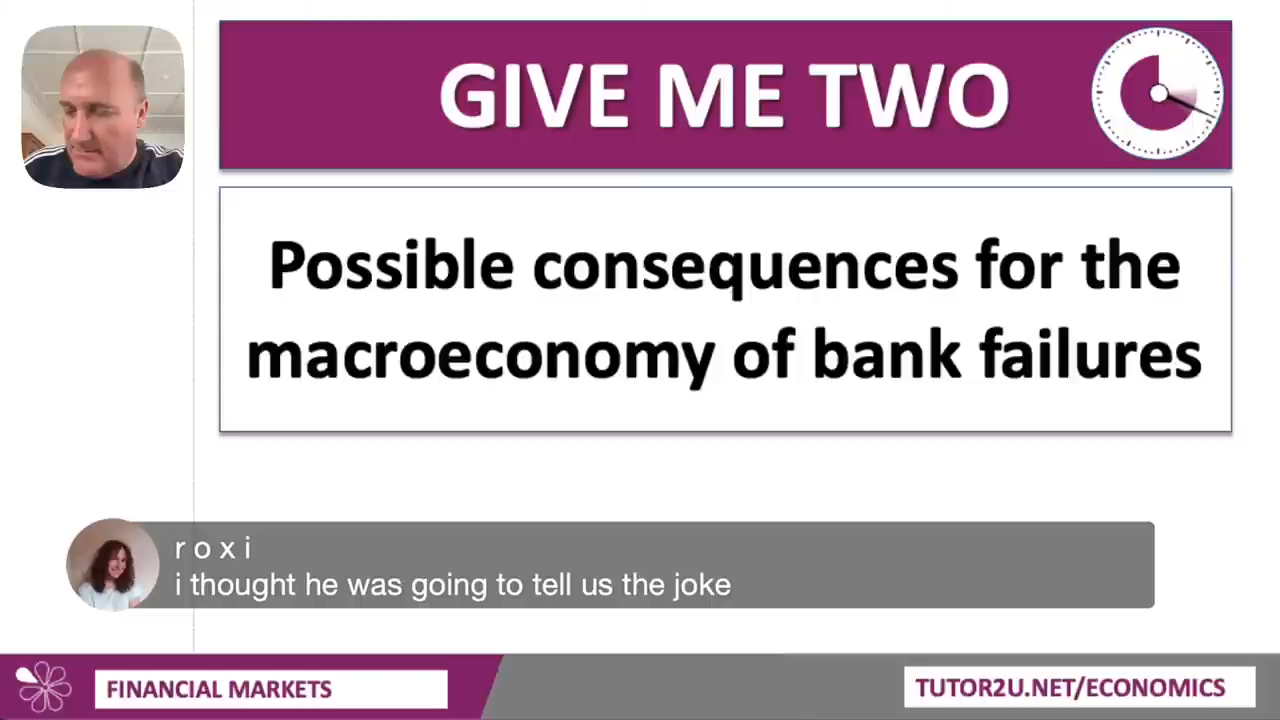 GIVE ME TWO
Possible consequences for the
macroeconomy of bank failures
r o x i
i thought he was going to tell us the joke
FINANCIAL MARKETS
TUTOR2U.NET/ECONOMICS